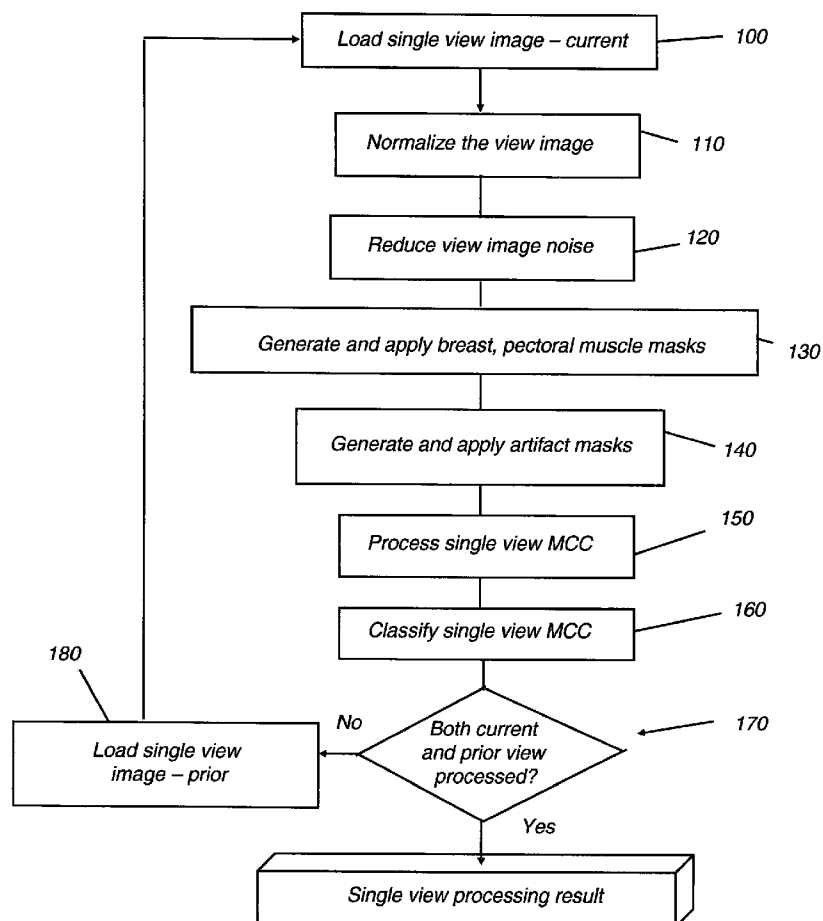 Load single view image – current
100
Normalize the view image
110
Reduce view image noise
120
Generate and apply breast, pectoral muscle masks
130
Generate and apply artifact masks
140
Process single view MCC
150
Classify single view MCC
160
180
Load single view
image – prior
No
Both current
and prior view
processed?
170
Yes
Single view processing result